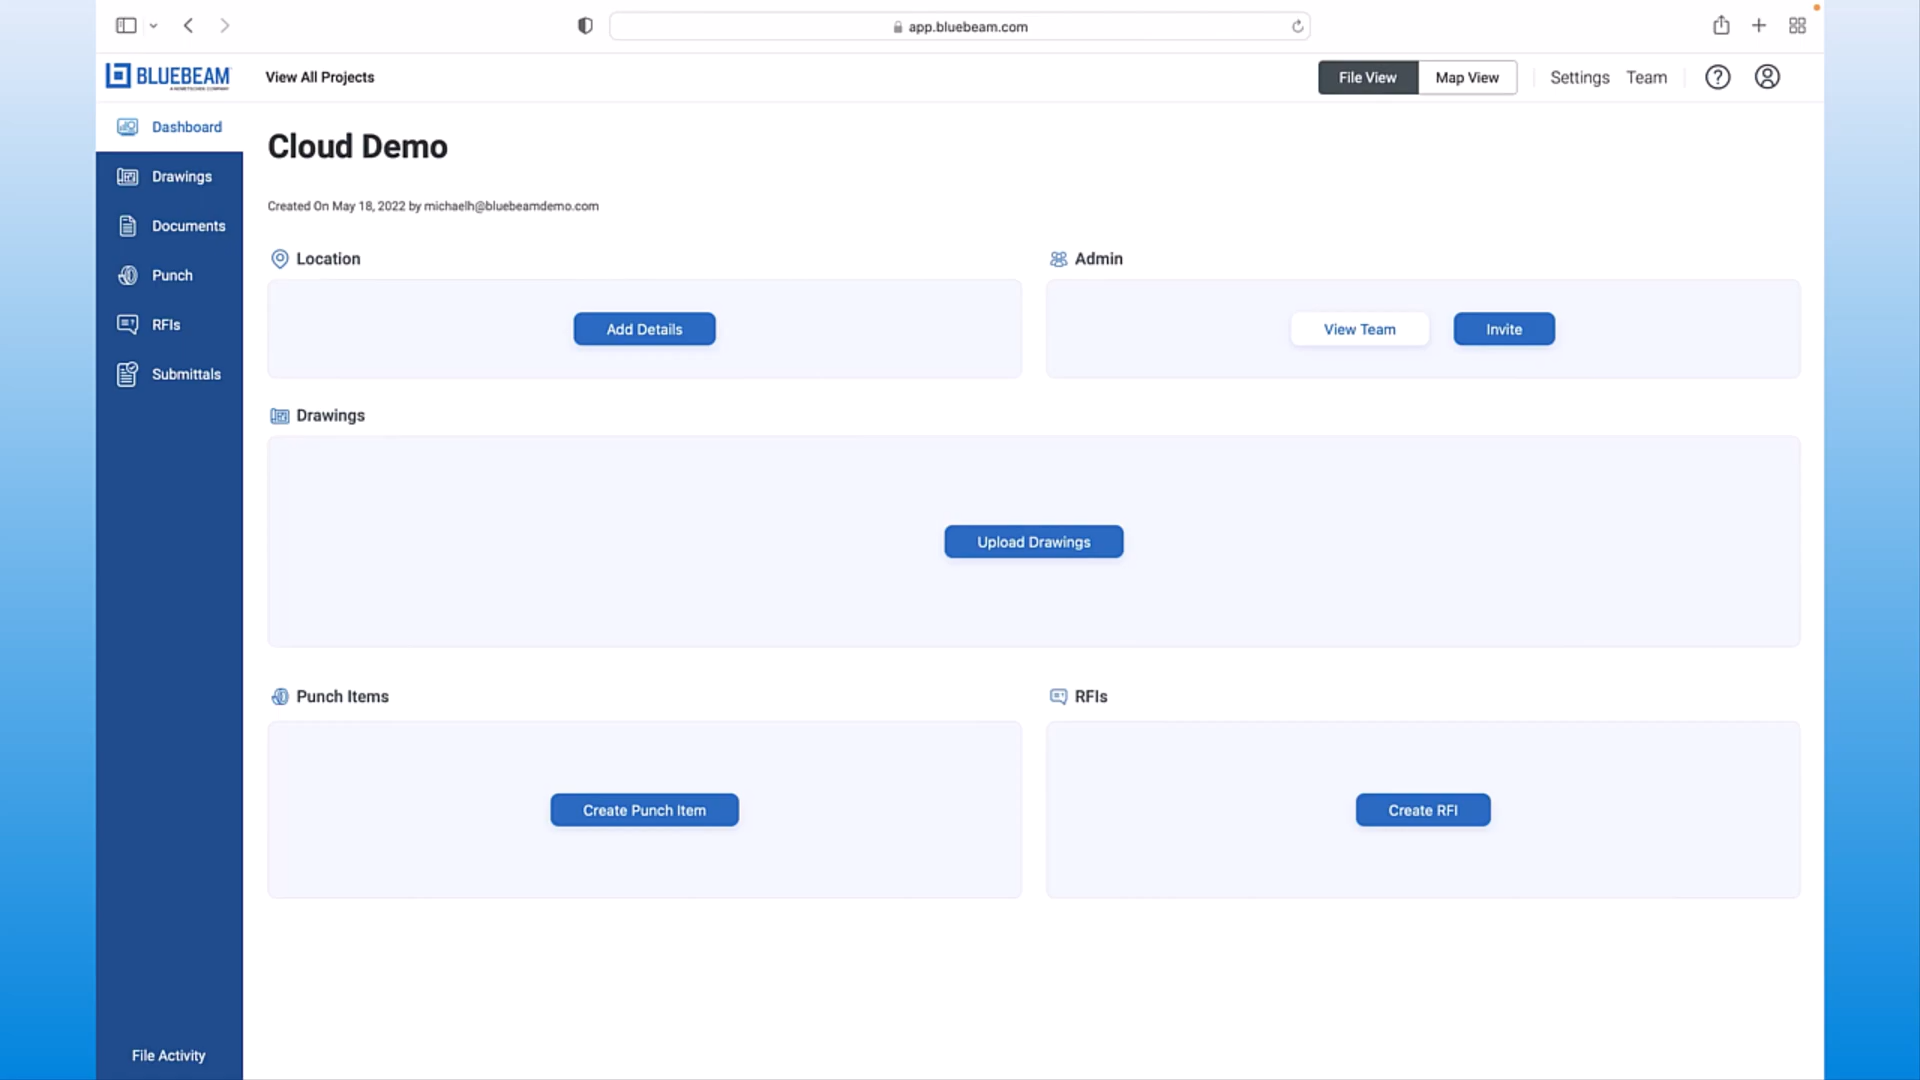 app.bluebeam.com
BLUEBEAM
A NEMETSCHEK COMPANY
View All Projects
File View
Map View
Settings
Team
Dashboard
Drawings
Documents
Punch
RFIs
Submittals
File Activity
Cloud Demo
Created On May 18, 2022 by michaelh@bluebeamdemo.com
Location
Add Details
Admin
View Team
Invite
Drawings
Upload Drawings
Punch Items
Create Punch Item
RFIs
Create RFI